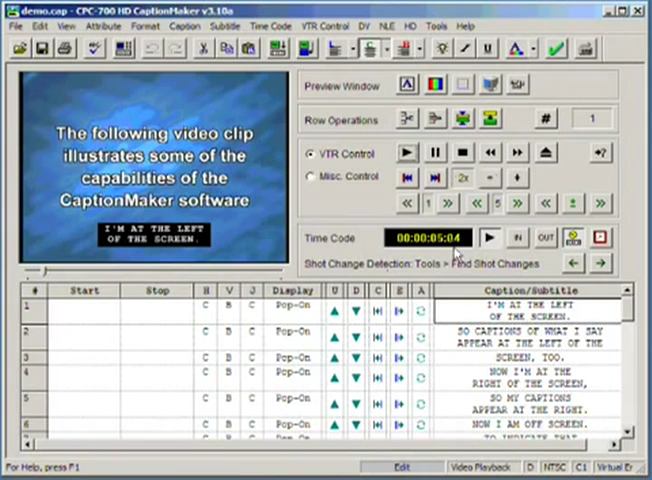 demo.cap - CPC-700 HD CaptionMaker v3.10a
File Edit View Attribute Format Caption Subtitle Time Code VTR Control DV NLE HD Tools Help
The following video clip
illustrates some of the
capabilities of the
CaptionMaker software
I'M AT THE LEFT
OF THE SCREEN.
Preview Window
Row Operations # 1
VTR Control
Misc. Control 2x - +
1 5
Time Code 00:00:05:04 IN OUT
Shot Change Detection: Tools > Find Shot Changes
# Start Stop H V J Display U D C E A Caption/Subtitle
1 C B C Pop-On I'M AT THE LEFT
OF THE SCREEN.
2 C B C Pop-On SO CAPTIONS OF WHAT I SAY
APPEAR AT THE LEFT OF THE
3 C B C Pop-On SCREEN, TOO.
4 C B C Pop-On NOW I'M AT THE
RIGHT OF THE SCREEN,
5 C B C Pop-On SO MY CAPTIONS
APPEAR AT THE RIGHT.
6 C B C Pop-On NOW I AM OFF SCREEN.
TO INDICATE THAT
For Help, press F1 Edit Video Playback D NTSC C1 Virtual Er